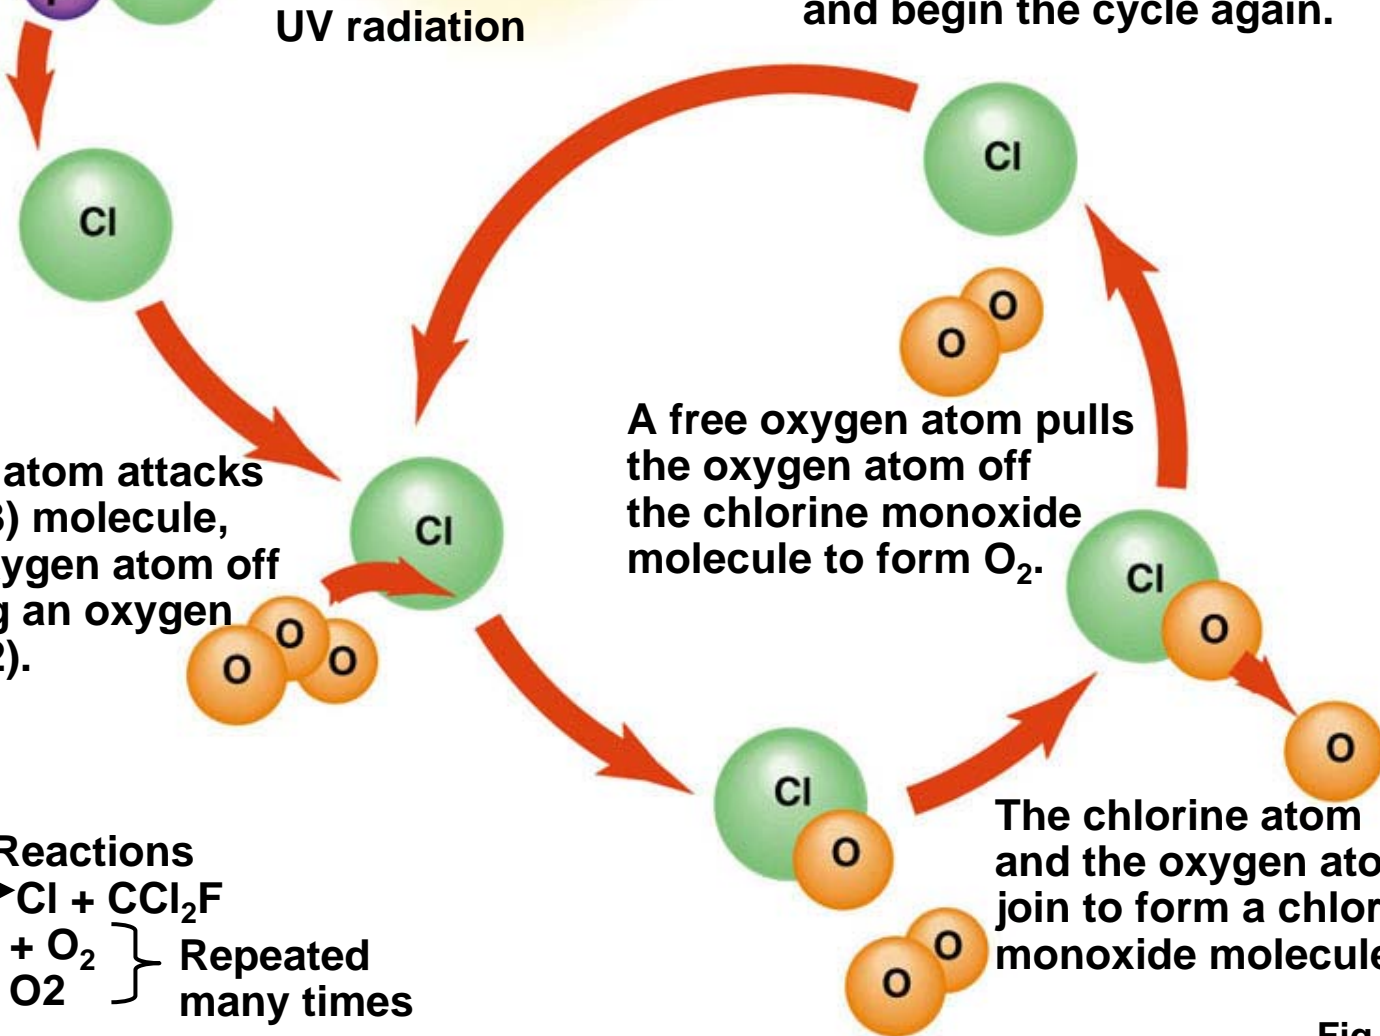 UV radiation
and begin the cycle again.
Cl
Cl
O
O
A free oxygen atom pulls
the oxygen atom off
the chlorine monoxide
molecule to form O₂.
atom attacks
3) molecule,
ygen atom off
g an oxygen
2).
Cl
O
O
O
Cl
O
O
Cl
O
O
O
The chlorine atom
and the oxygen ato
join to form a chlor
monoxide molecule
Reactions
Cl + CCl₂F
+ O₂
O2
Repeated
many times